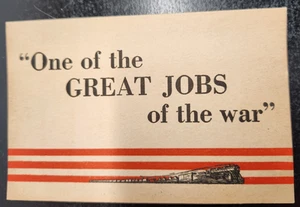 "One of the
GREAT JOBS
of the war"